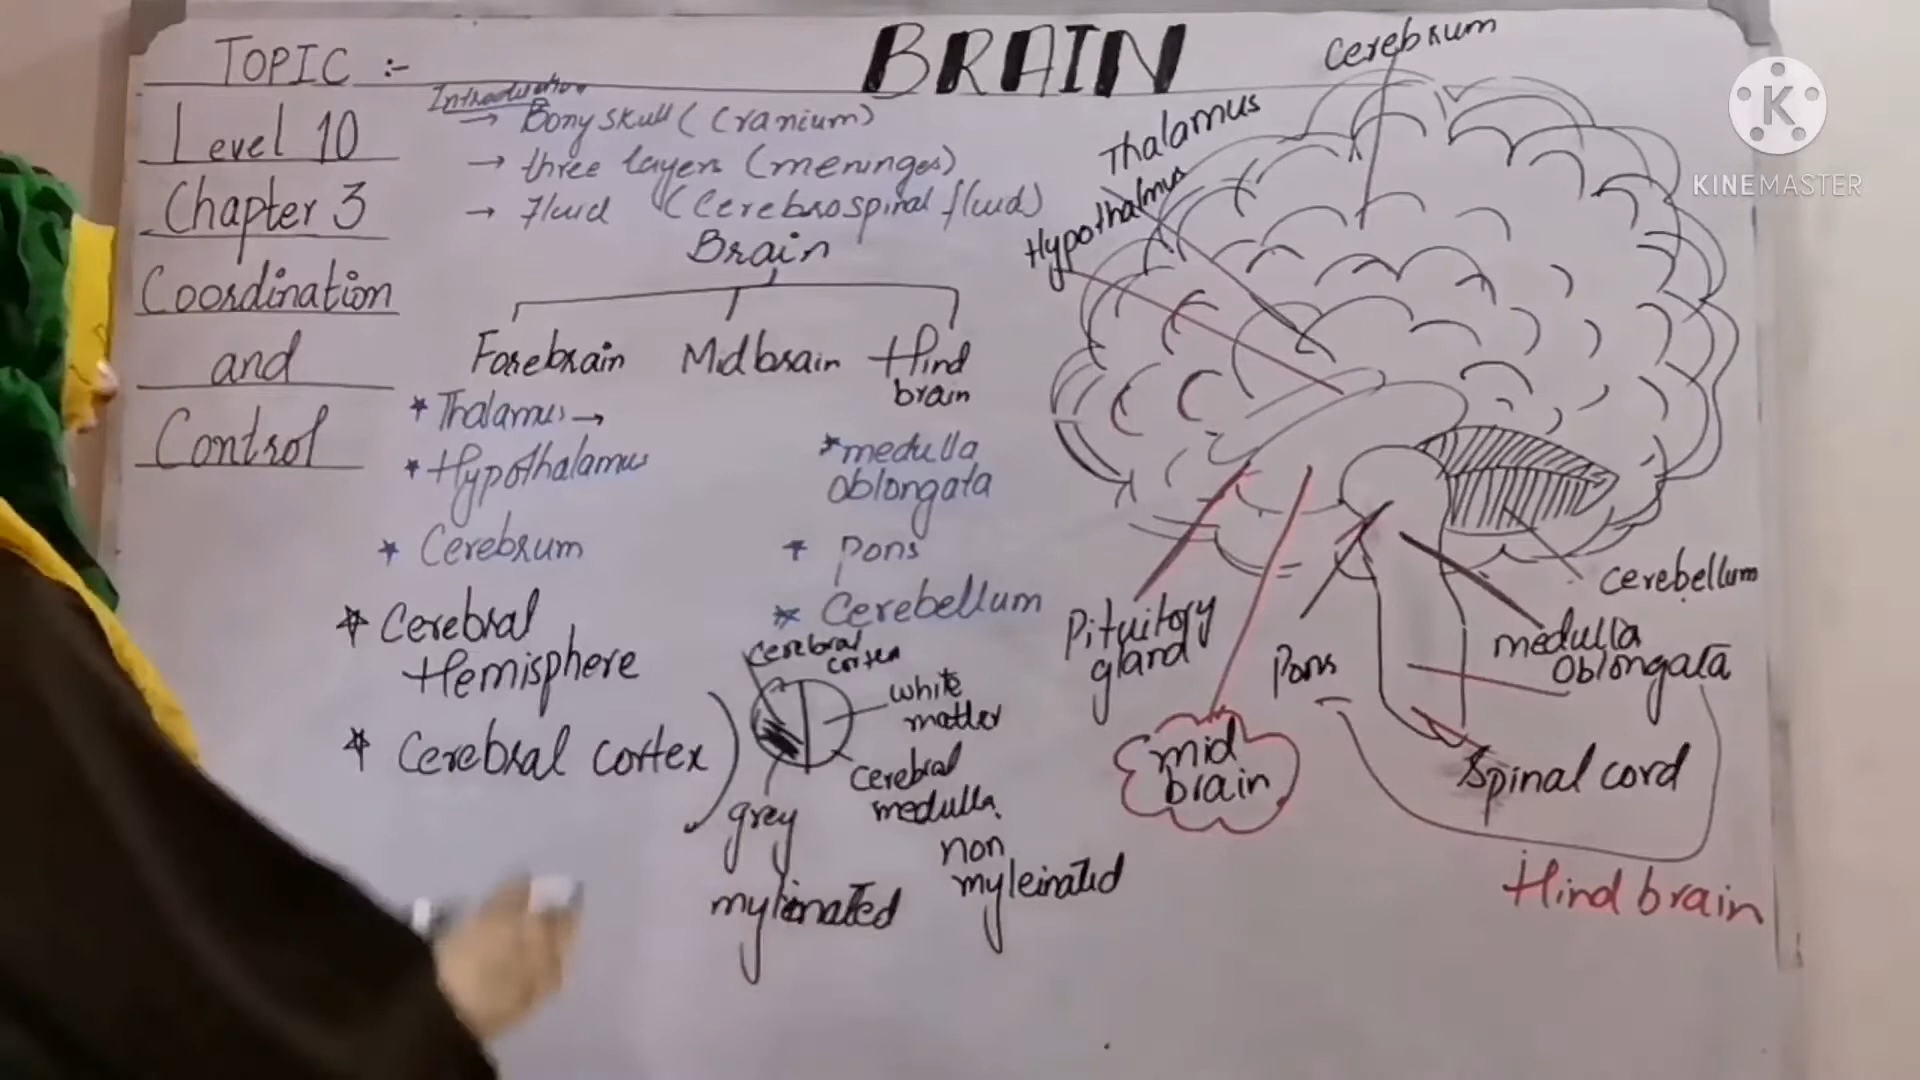 TOPIC :-
BRAIN
Level 10
Chapter 3
Coordination
and
Control
Introduction
→ Bony skull (Cranium)
→ three layers (meninges)
→ Fluid (Cerebrospinal fluid)
Brain
Forebrain Midbrain Hind
brain
* Thalamus →
* Hypothalamus
* Cerebrum
* Cerebral
Hemisphere
* Cerebral cortex
* medulla
oblongata
* Pons
* Cerebellum
cerebral
cortex
white
matter
cerebral
medulla
non
myleinated
grey
Cerebrum
Thalamus
Hypothalmus
Pituitory
gland
mid
brain
Pons
cerebellum
medulla
oblongata
Spinal cord
Hind brain
K
KINEMASTER